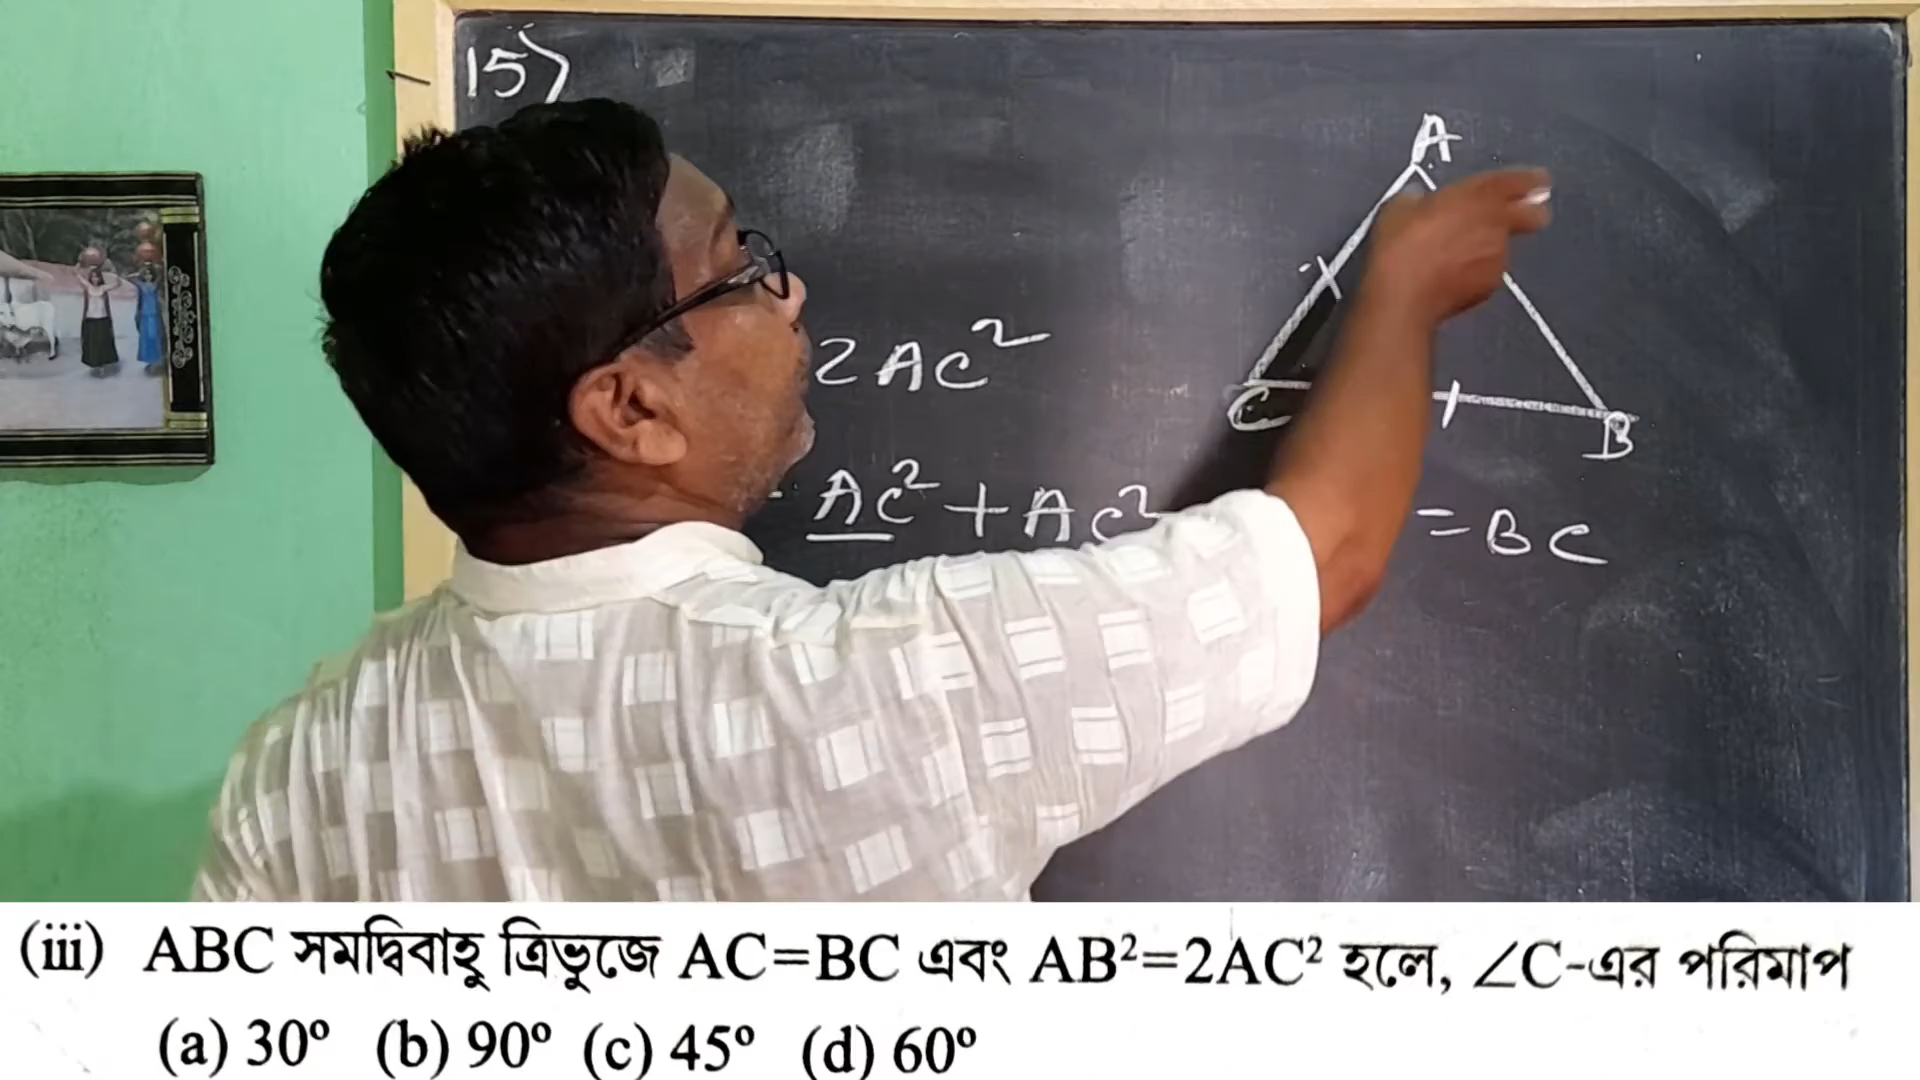 15)
A
2AC²
C
B
AC² + AC²
= BC
(iii) ABC সমদ্বিবাহু ত্রিভুজে AC=BC এবং AB²=2AC² হলে, ∠C-এর পরিমাপ
(a) 30° (b) 90° (c) 45° (d) 60°